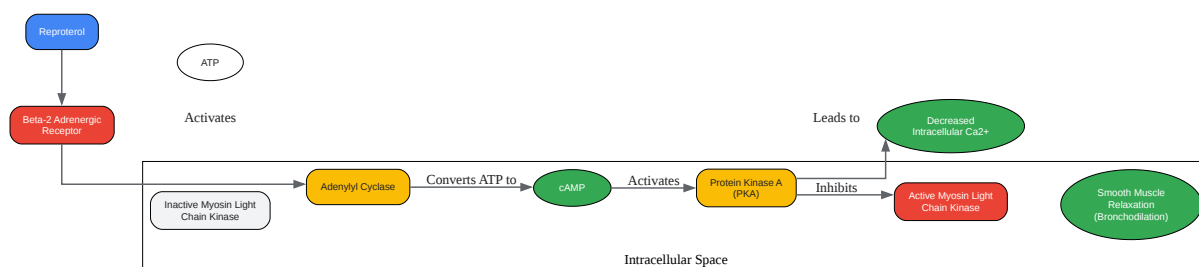 Reproterol
ATP
Beta-2 Adrenergic
Receptor
Activates
Leads to
Decreased
Intracellular Ca2+
Adenylyl Cyclase
Converts ATP to
cAMP
Activates
Protein Kinase A
(PKA)
Inhibits
Inactive Myosin Light
Chain Kinase
Active Myosin Light
Chain Kinase
Smooth Muscle
Relaxation
(Bronchodilation)
Intracellular Space